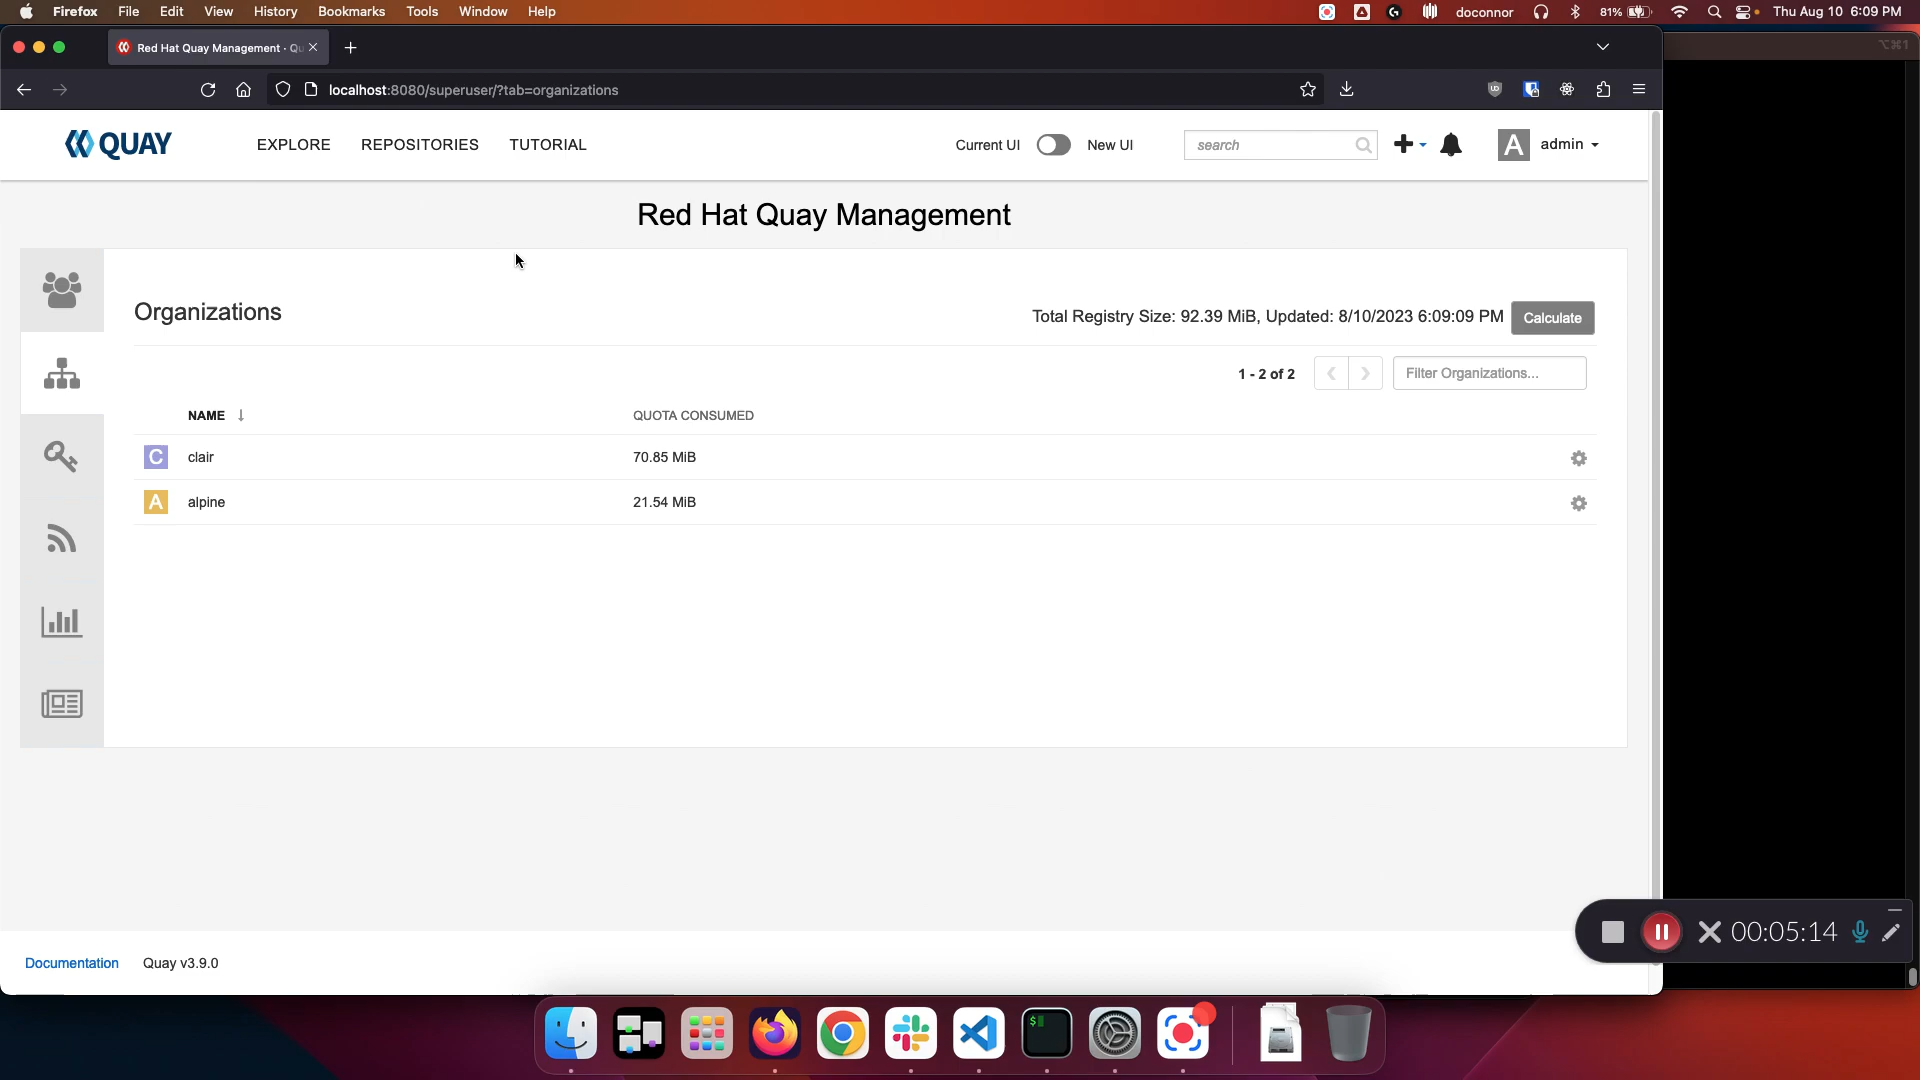 Firefox File Edit View History Bookmarks Tools Window Help doconnor 81% Thu Aug 10 6:09 PM
Red Hat Quay Management · Qu
⌥⌘1
localhost:8080/superuser/?tab=organizations
QUAY EXPLORE REPOSITORIES TUTORIAL Current UI New UI search A admin
Red Hat Quay Management
Organizations
Total Registry Size: 92.39 MiB, Updated: 8/10/2023 6:09:09 PM Calculate
1 - 2 of 2 Filter Organizations...
NAME ↓ QUOTA CONSUMED
C clair 70.85 MiB
A alpine 21.54 MiB
00:05:14
Documentation Quay v3.9.0
$